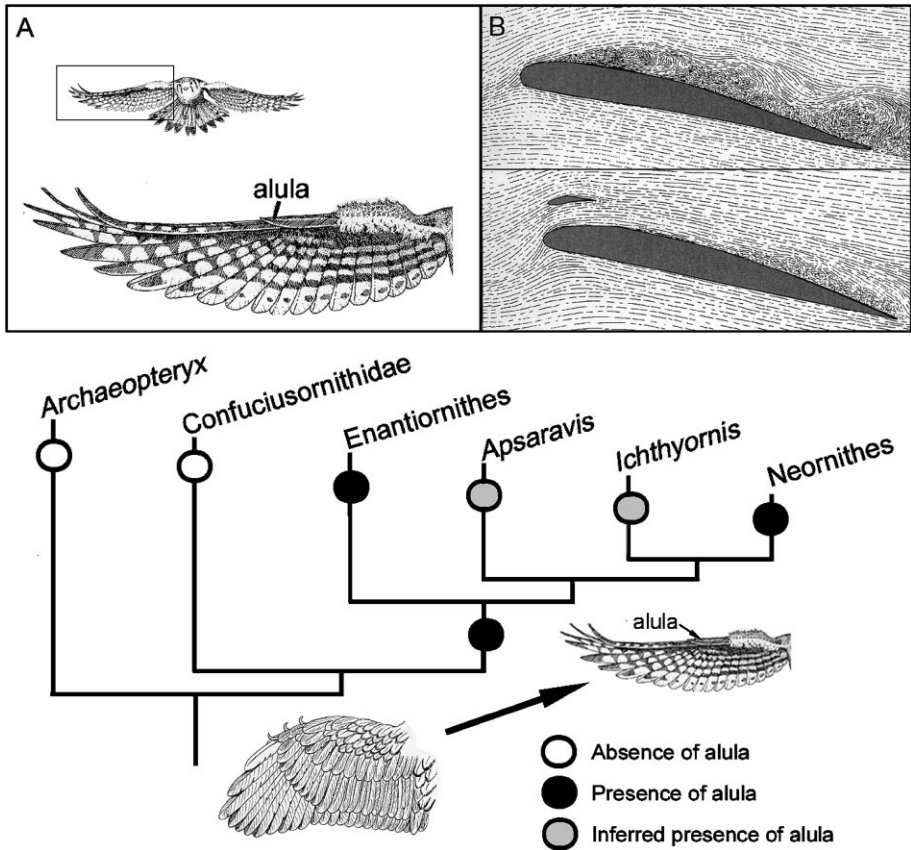 A
alula
B
Archaeopteryx
Confuciusornithidae
Enantiornithes
Apsaravis
Ichthyornis
Neornithes
alula
Absence of alula
Presence of alula
Inferred presence of alula